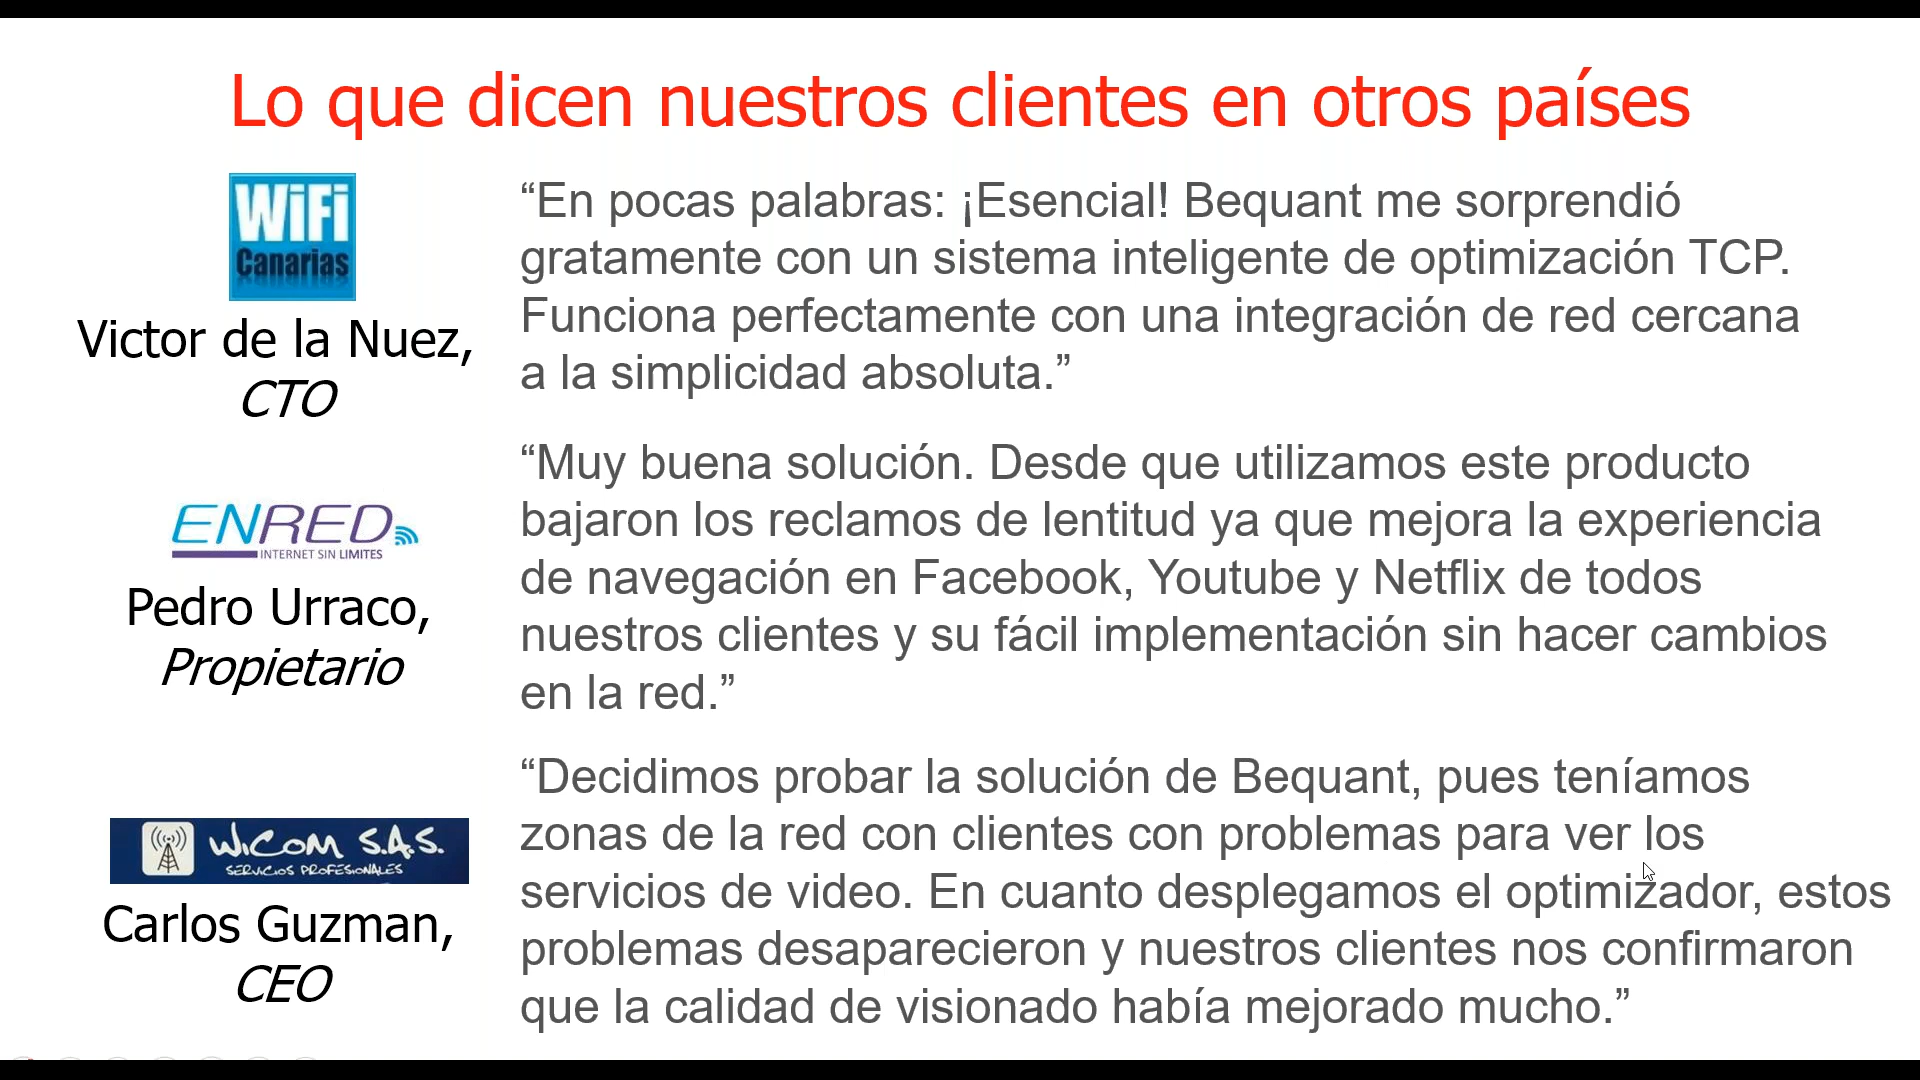 Lo que dicen nuestros clientes en otros países
WiFi
Canarias
Victor de la Nuez,
CTO
“En pocas palabras: ¡Esencial! Bequant me sorprendió
gratamente con un sistema inteligente de optimización TCP.
Funciona perfectamente con una integración de red cercana
a la simplicidad absoluta.”
ENRED
INTERNET SIN LIMITES
Pedro Urraco,
Propietario
“Muy buena solución. Desde que utilizamos este producto
bajaron los reclamos de lentitud ya que mejora la experiencia
de navegación en Facebook, Youtube y Netflix de todos
nuestros clientes y su fácil implementación sin hacer cambios
en la red.”
WiCOM S.A.S.
SERVICIOS PROFESIONALES
Carlos Guzman,
CEO
“Decidimos probar la solución de Bequant, pues teníamos
zonas de la red con clientes con problemas para ver los
servicios de video. En cuanto desplegamos el optimizador, estos
problemas desaparecieron y nuestros clientes nos confirmaron
que la calidad de visionado había mejorado mucho.”